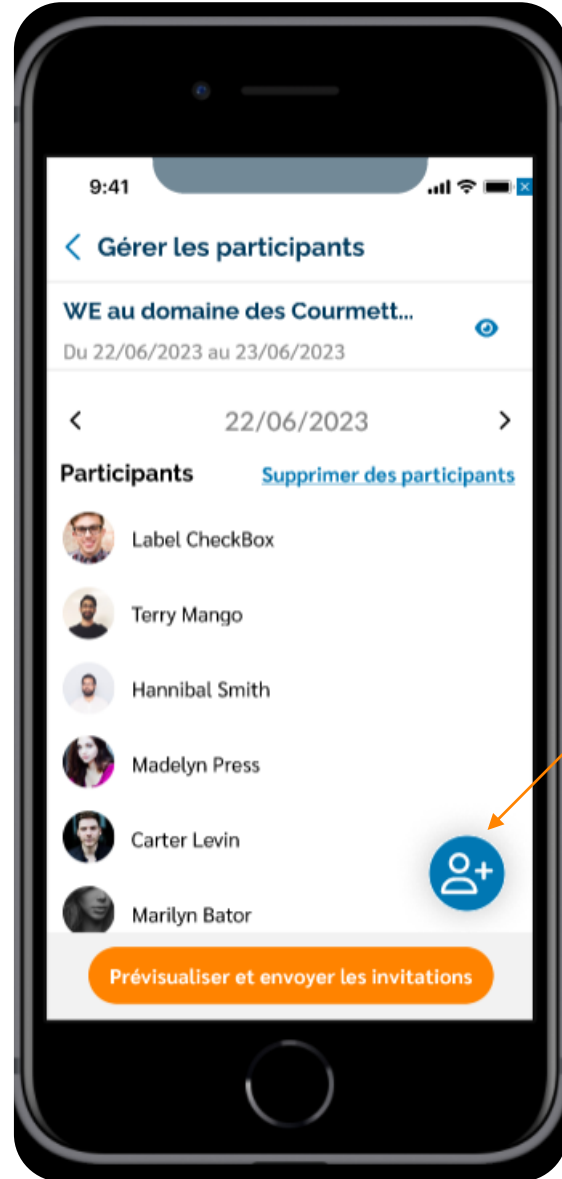 9:41
Gérer les participants
WE au domaine des Courmett...
Du 22/06/2023 au 23/06/2023
22/06/2023
Participants Supprimer des participants
Label CheckBox
Terry Mango
Hannibal Smith
Madelyn Press
Carter Levin
Marilyn Bator
Prévisualiser et envoyer les invitations